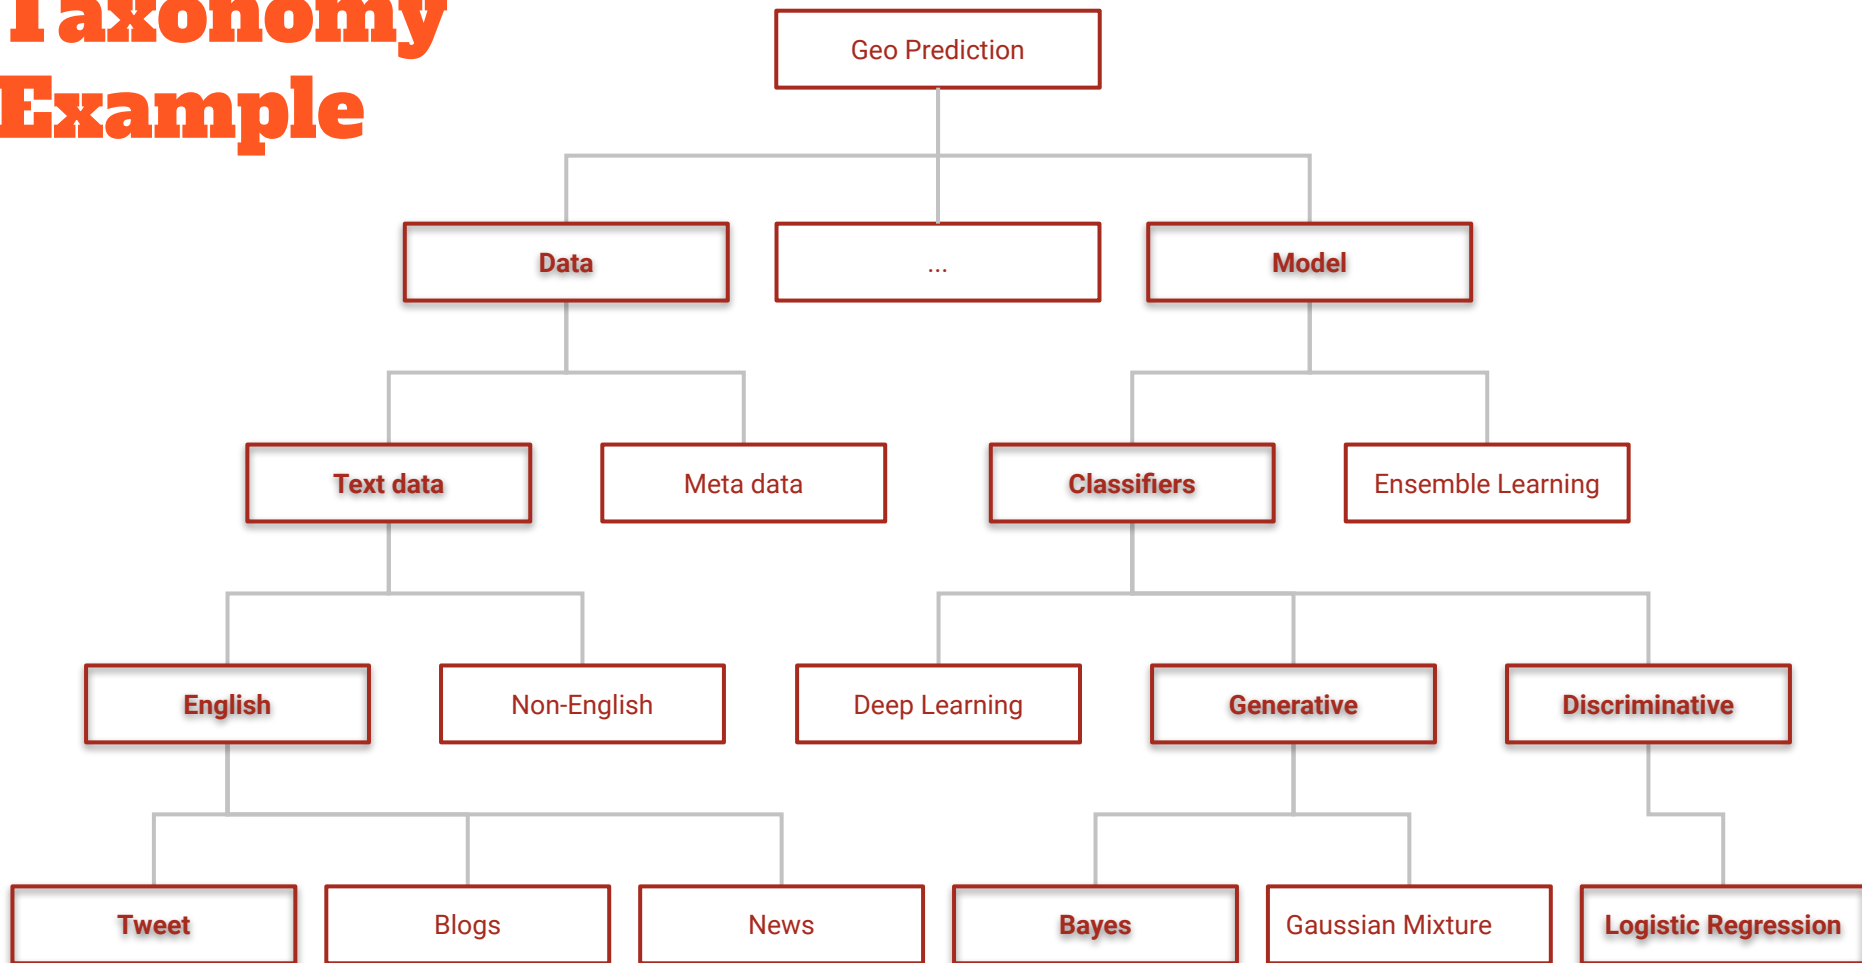 Taxonomy
Example
Geo Prediction
Data
...
Model
Text data
Meta data
Classifiers
Ensemble Learning
English
Non-English
Deep Learning
Generative
Discriminative
Tweet
Blogs
News
Bayes
Gaussian Mixture
Logistic Regression